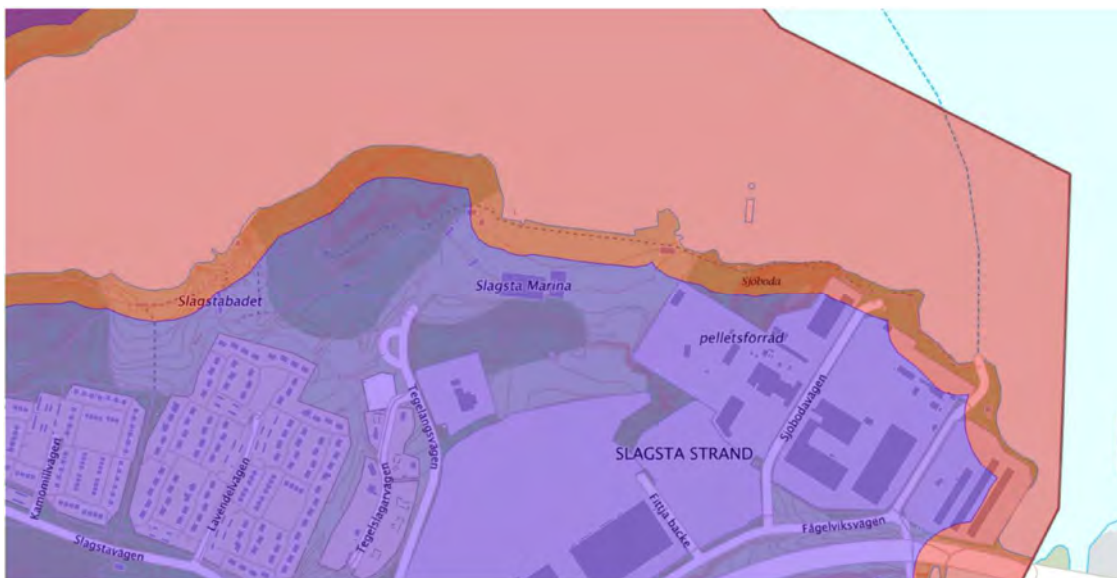 Slagstabadet
Slagsta Marina
Sjöboda
pelletsförråd
Sjöbodavägen
SLAGSTA STRAND
Tegelängsvägen
Kamomillvägen
Lavendelvägen
Tegelslagarvägen
Fittja backe
Fågelviksvägen
Slagstavägen